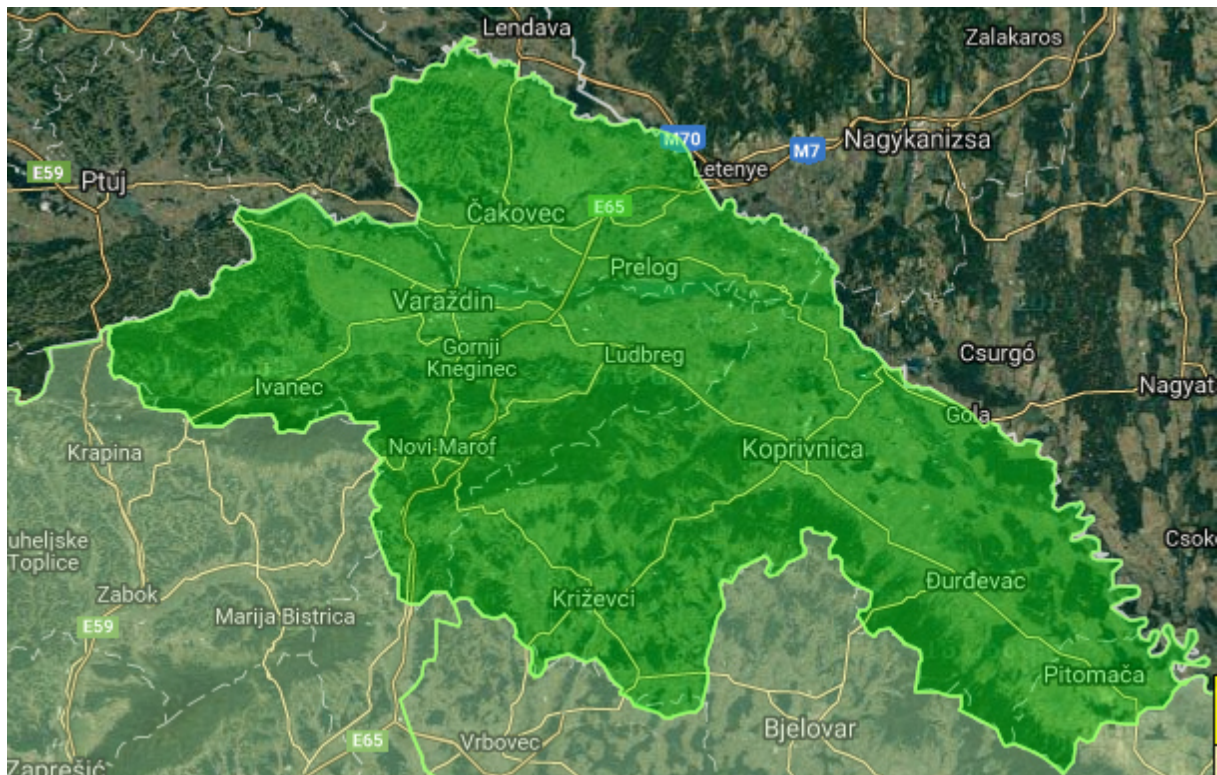 Lendava
Zalakaros
M70
Nagykanizsa
M7
Letenye
E59
Ptuj
Čakovec
E65
Prelog
Varaždin
Gornji
Kneginec
Ludbreg
Csurgó
Ivanec
Nagyat
Gola
Krapina
Novi-Marof
Koprivnica
uheljske
Toplice
Csoko
Zabok
Đurđevac
Križevci
Marija Bistrica
E59
Pitomača
Bjelovar
E65
Vrbovec
Zaprešić